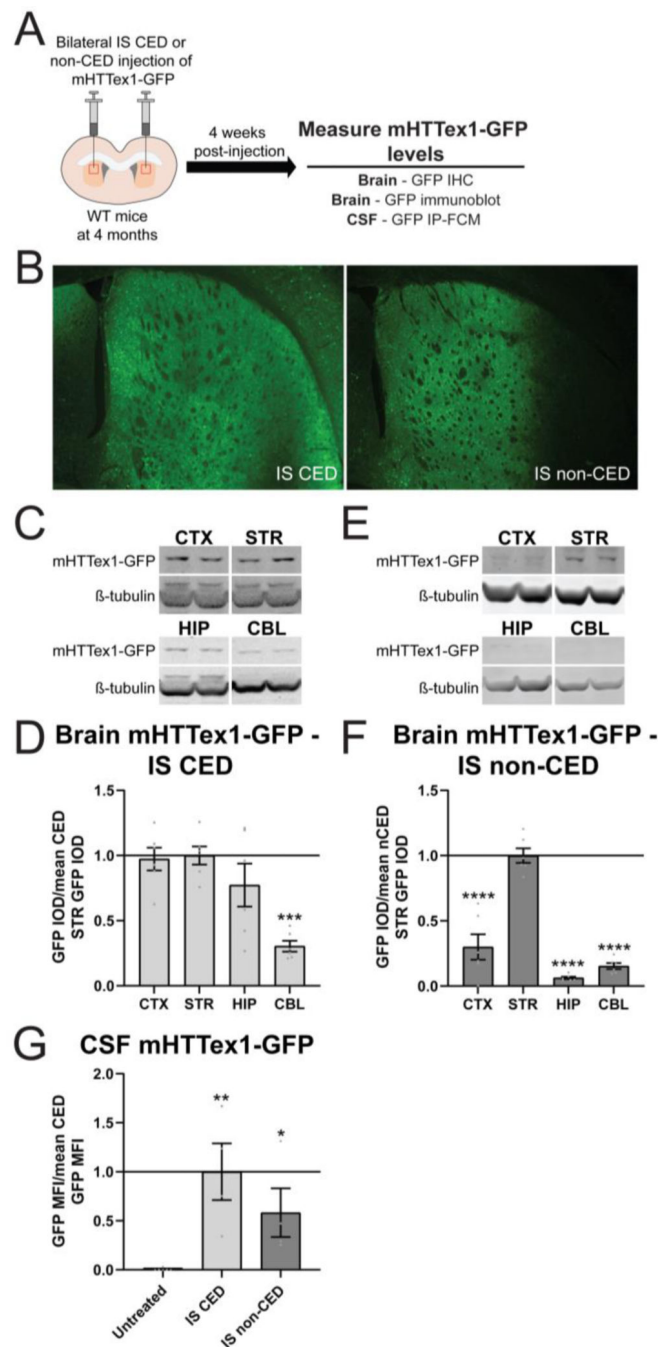 A
Bilateral IS CED or
non-CED injection of
mHTTex1-GFP
WT mice
at 4 months
4 weeks
post-injection
Measure mHTTex1-GFP
levels
Brain - GFP IHC
Brain - GFP immunoblot
CSF - GFP IP-FCM
B
IS CED
IS non-CED
C
CTX STR
mHTTex1-GFP
ß-tubulin
HIP CBL
mHTTex1-GFP
ß-tubulin
E
CTX STR
mHTTex1-GFP
ß-tubulin
HIP CBL
mHTTex1-GFP
ß-tubulin
D
Brain mHTTex1-GFP -
IS CED
GFP IOD/mean CED
STR GFP IOD
1.5
1.0
0.5
0.0
***
CTX STR HIP CBL
F
Brain mHTTex1-GFP -
IS non-CED
GFP IOD/mean nCED
STR GFP IOD
1.5
1.0
0.5
0.0
****
****
****
CTX STR HIP CBL
G
CSF mHTTex1-GFP
GFP MFI/mean CED
GFP MFI
2.0
1.5
1.0
0.5
0.0
**
*
Untreated
IS CED
IS non-CED